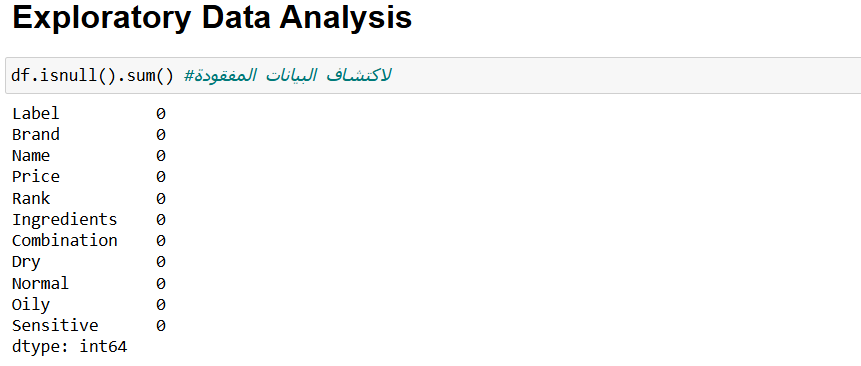 Exploratory Data Analysis
df.isnull().sum() #لاكتشاف البيانات المفقودة
Label 0
Brand 0
Name 0
Price 0
Rank 0
Ingredients 0
Combination 0
Dry 0
Normal 0
Oily 0
Sensitive 0
dtype: int64